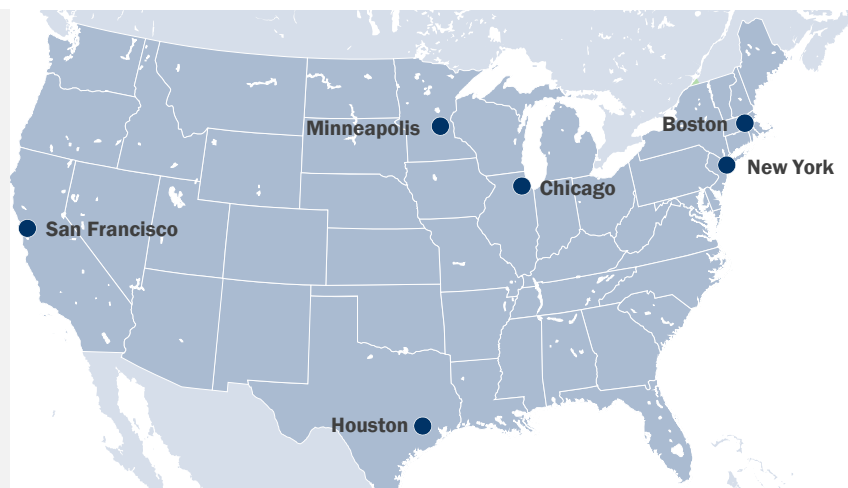 Minneapolis
Boston
New York
Chicago
San Francisco
Houston